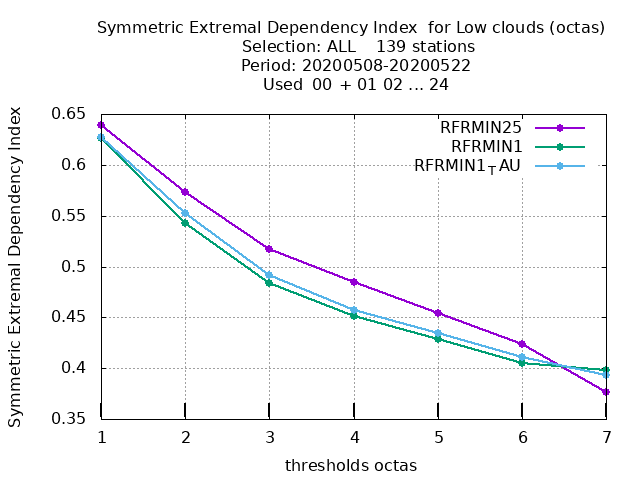 Symmetric Extremal Dependency Index  for Low clouds (octas)
Selection: ALL    139 stations
Period: 20200508-20200522
Used  00 + 01 02 ... 24
Symmetric Extremal Dependency Index
0.65
0.6
0.55
0.5
0.45
0.4
0.35
RFRMIN25
RFRMIN1
RFRMIN1TAU
1 2 3 4 5 6 7
thresholds octas